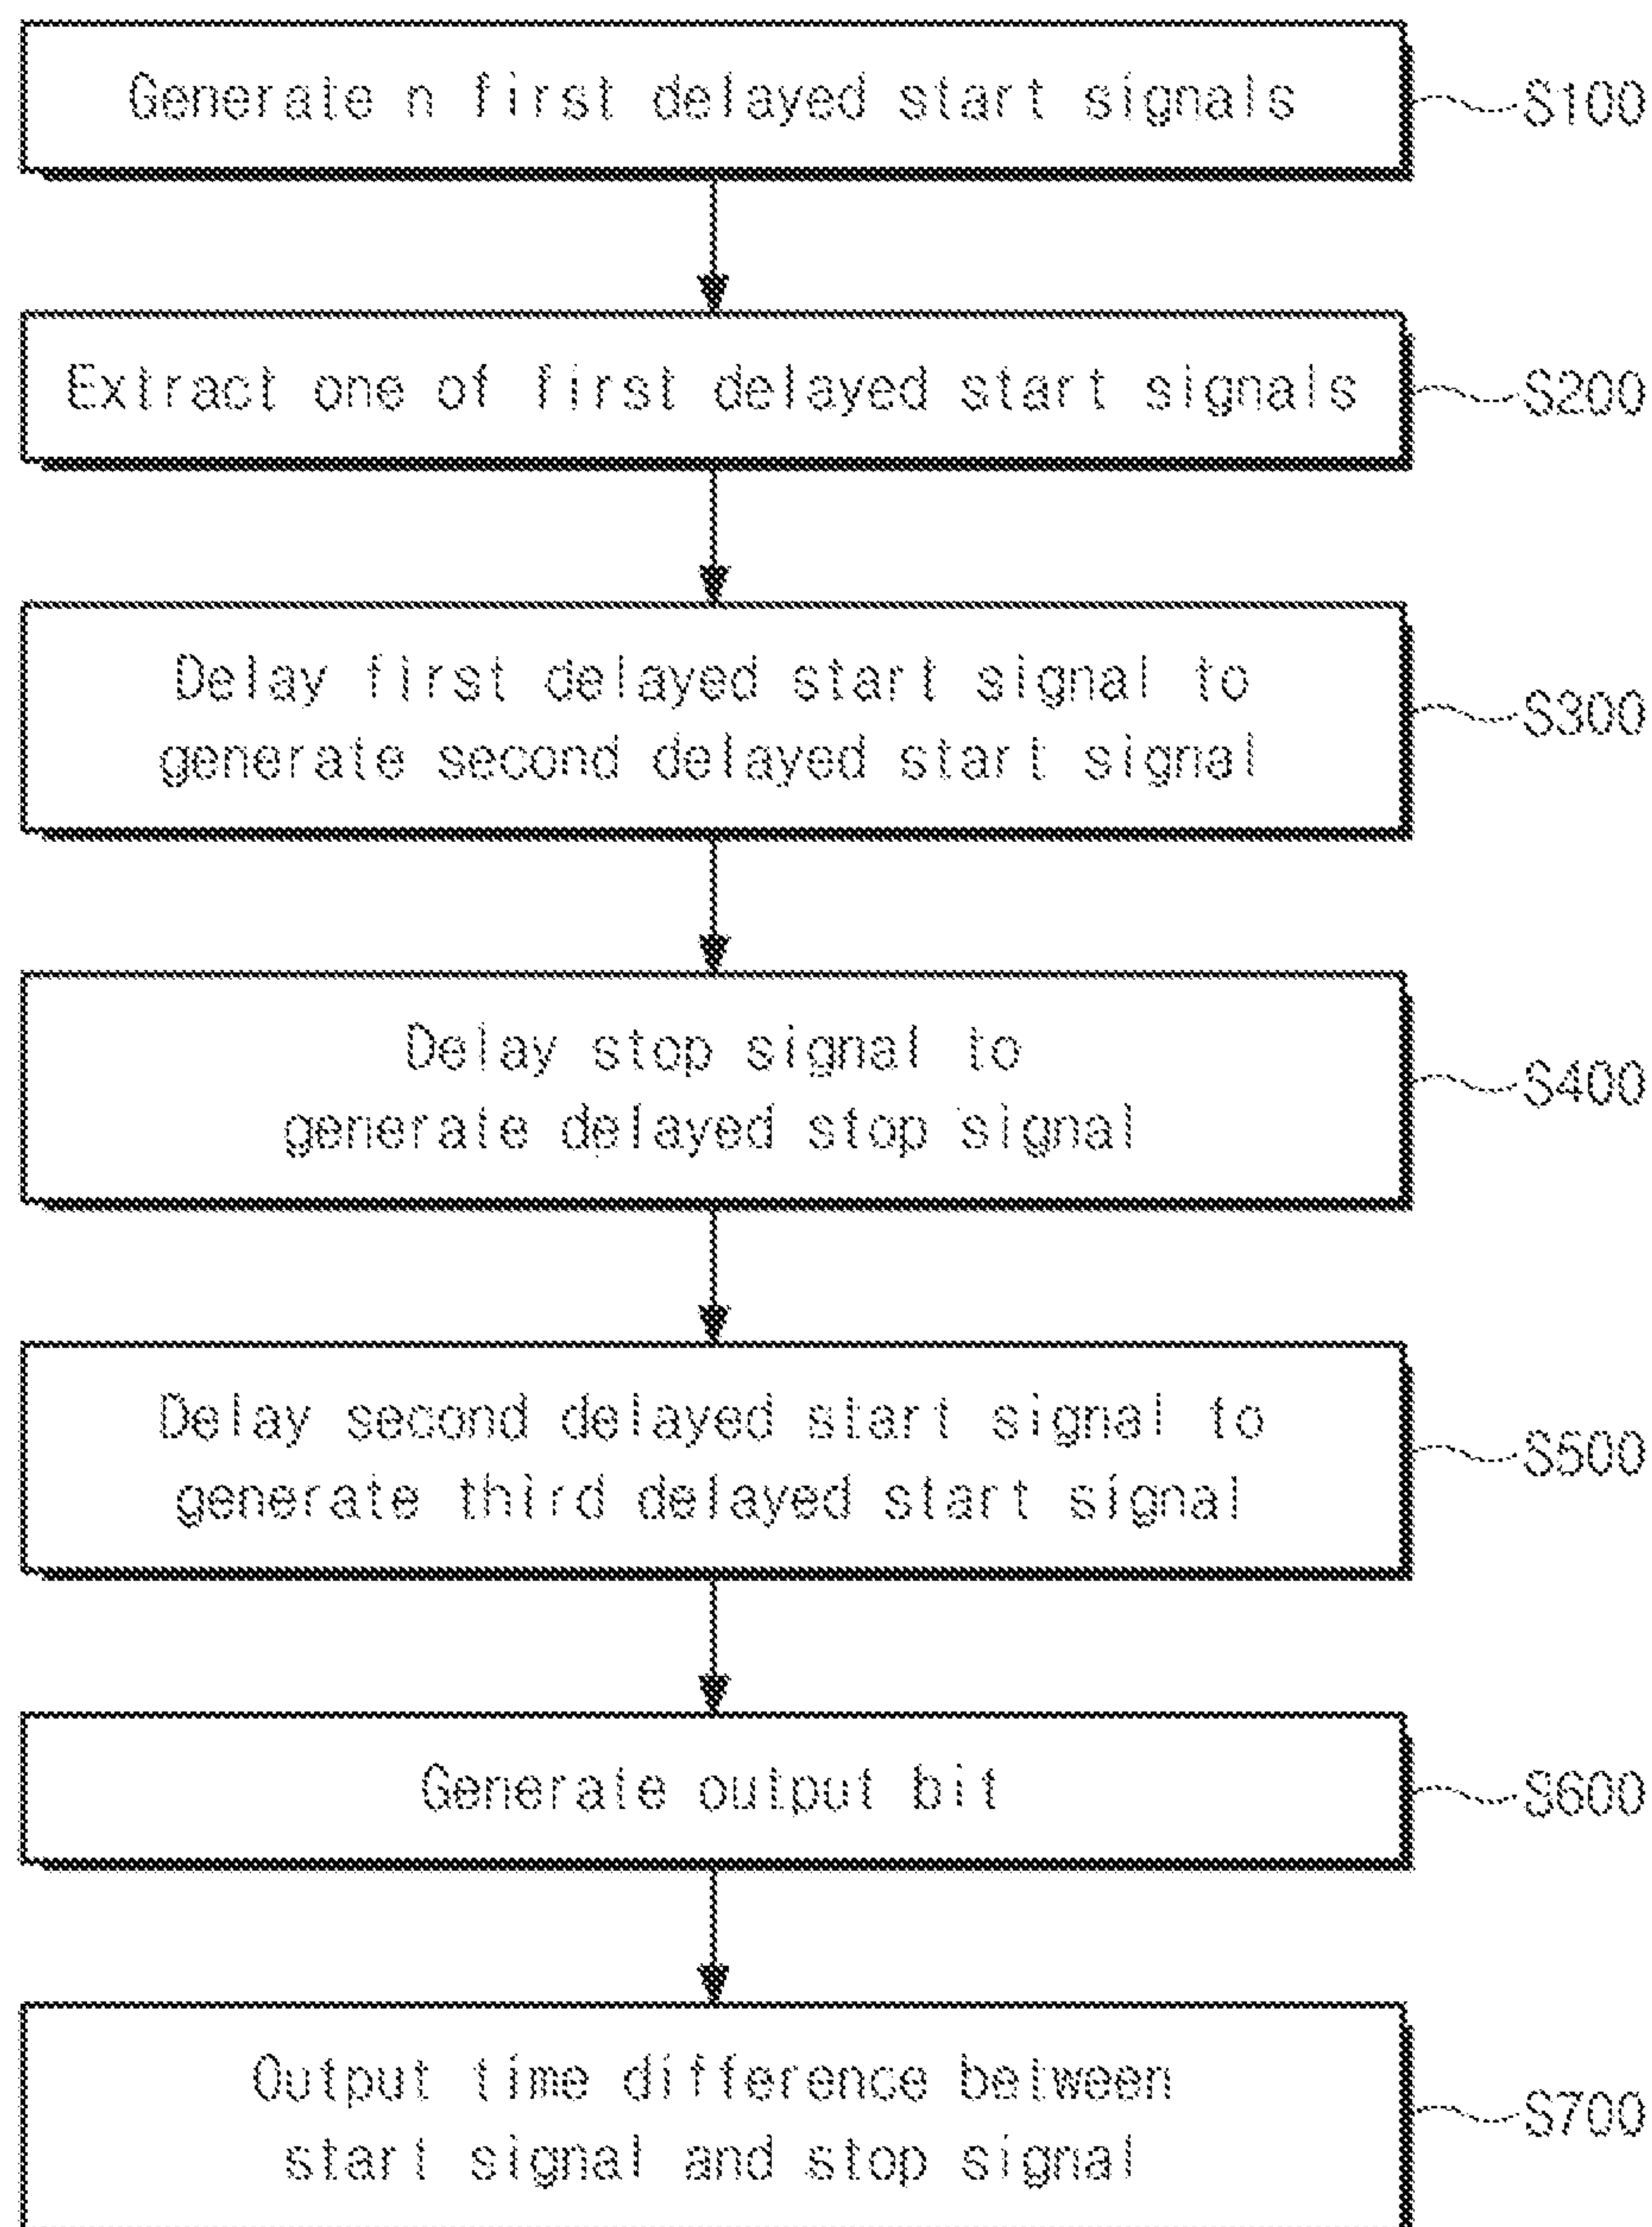 Generate n first delayed start signals
S100
Extract one of first delayed start signals
S200
Delay first delayed start signal to
generate second delayed start signal
S300
Delay stop signal to
generate delayed stop signal
S400
Delay second delayed start signal to
generate third delayed start signal
S500
Generate output bit
S600
Output time difference between
start signal and stop signal
S700